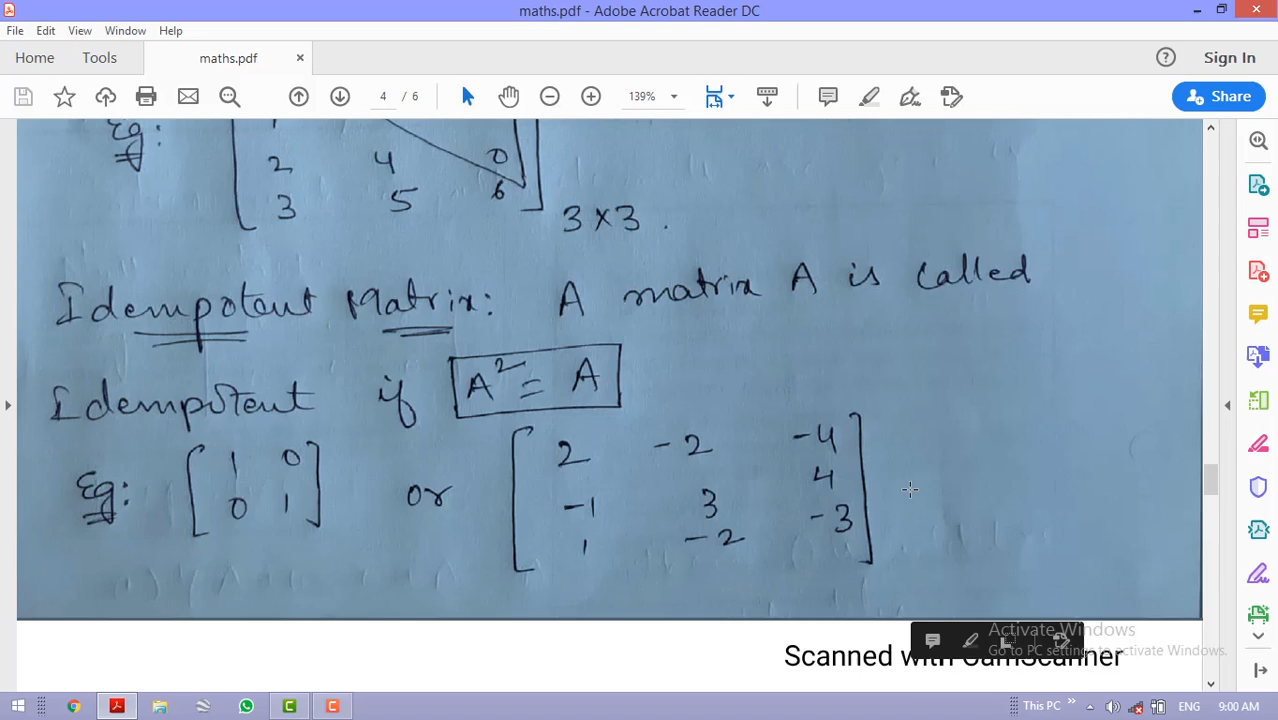 maths.pdf - Adobe Acrobat Reader DC
File Edit View Window Help
Home Tools maths.pdf × Sign In
4 / 6 139% Share
Eg:
2 4 0
3 5 6
3×3 .
Idempotent Matrix: A matrix A is called
Idempotent if A² = A
Eg: [1 0 0 1] or [2 -2 -4 -1 3 4 1 -2 -3]
Scanned with CamScanner
Activate Windows
Go to PC settings to activate Windows.
This PC » ENG 9:00 AM